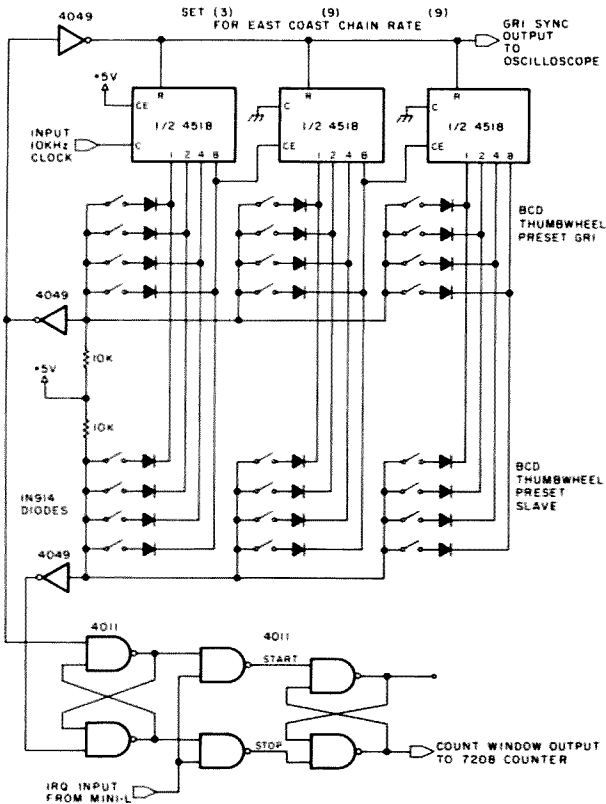 SET (3) (9) (9)
FOR EAST COAST CHAIN RATE
4049
GRI SYNC
OUTPUT
TO
OSCILLOSCOPE
+5V
R
R
R
CE
C
C
1/2 4518
1/2 4518
1/2 4518
INPUT
10KHz
CLOCK
C
CE
CE
1 2 4 8
1 2 4 8
1 2 4 8
BCD
THUMBWHEEL
PRESET GRI
4049
10K
+5V
10K
IN914
DIODES
BCD
THUMBWHEEL
PRESET
SLAVE
4049
4011
4011
START
STOP
COUNT WINDOW OUTPUT
TO 7208 COUNTER
IRQ INPUT
FROM MINI-L